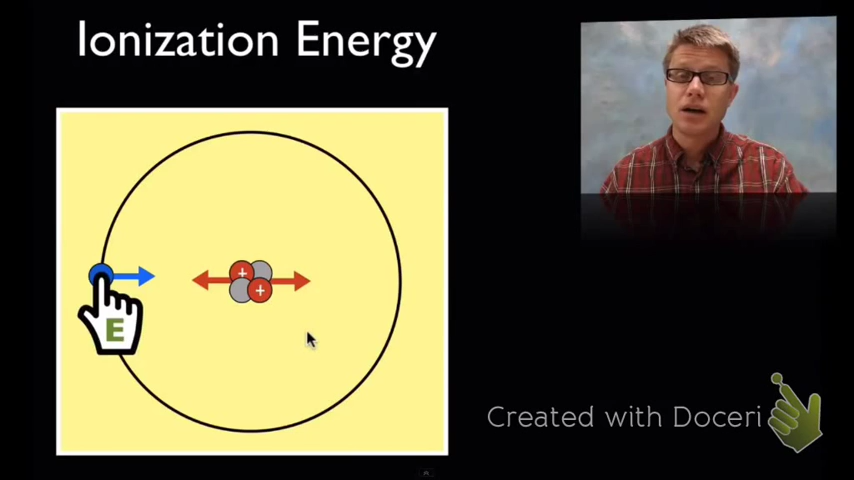 Ionization Energy
+
+
E
Created with Doceri